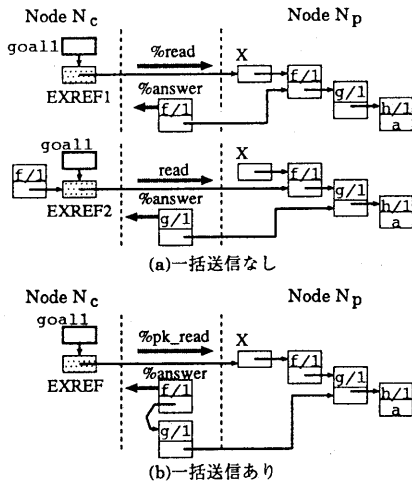 Node Nc Node Np
goal1
%read
X
f/1
g/1
h/1
a
EXREF1
%answer
f/1
goal1
X
f/1
read
f/1
g/1
h/1
a
EXREF2
%answer
g/1
(a)一括送信なし
Node Nc Node Np
goal1
%pk_read
X
f/1
g/1
h/1
a
EXREF
%answer
f/1
g/1
(b)一括送信あり